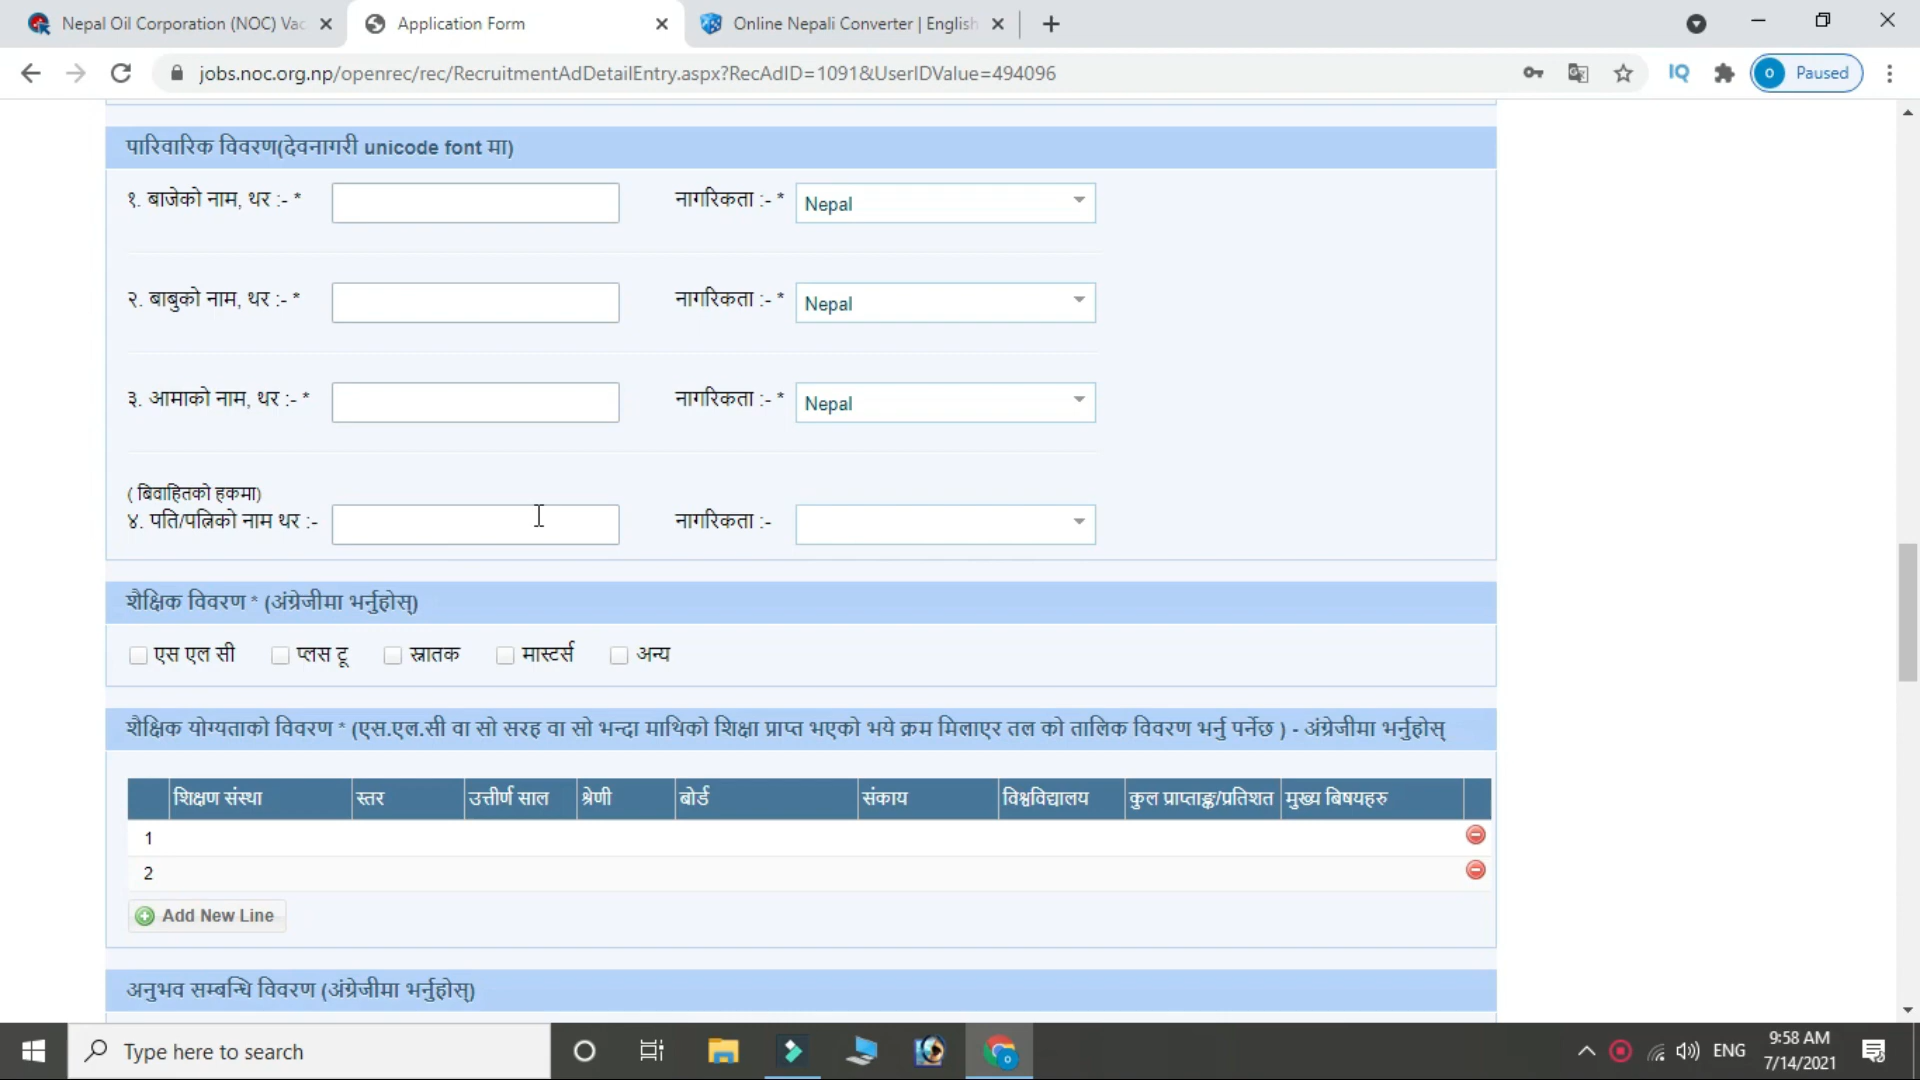 Nepal Oil Corporation (NOC) Vac
Application Form
Online Nepali Converter | English
jobs.noc.org.np/openrec/rec/RecruitmentAdDetailEntry.aspx?RecAdID=1091&UserIDValue=494096
IQ
o Paused
पारिवारिक विवरण(देवनागरी unicode font मा)
१. बाजेको नाम, थर :- * नागरिकता :- * Nepal
२. बाबुको नाम, थर :- * नागरिकता :- * Nepal
३. आमाको नाम, थर :- * नागरिकता :- * Nepal
( बिवाहितको हकमा)
४. पति/पत्निको नाम थर :- नागरिकता :-
शैक्षिक विवरण * (अंग्रेजीमा भर्नुहोस्)
एस एल सी प्लस टू स्नातक मास्टर्स अन्य
शैक्षिक योग्यताको विवरण * (एस.एल.सी वा सो सरह वा सो भन्दा माथिको शिक्षा प्राप्त भएको भये क्रम मिलाएर तल को तालिक विवरण भर्नु पर्नेछ ) - अंग्रेजीमा भर्नुहोस्
शिक्षण संस्था स्तर उत्तीर्ण साल श्रेणी बोर्ड संकाय विश्वविद्यालय कुल प्राप्ताङ्क/प्रतिशत मुख्य बिषयहरु
1
2
Add New Line
अनुभव सम्बन्धि विवरण (अंग्रेजीमा भर्नुहोस्)
Type here to search
ENG
9:58 AM
7/14/2021